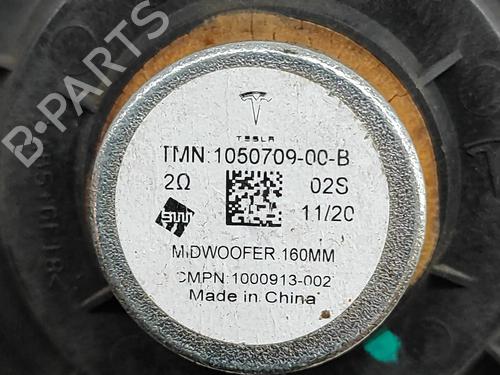 B-PARTS
TESLA
TMN:1050709-00-B
2Ω 02S
11/20
MIDWOOFER 160MM
CMPN:1000913-002
Made in China